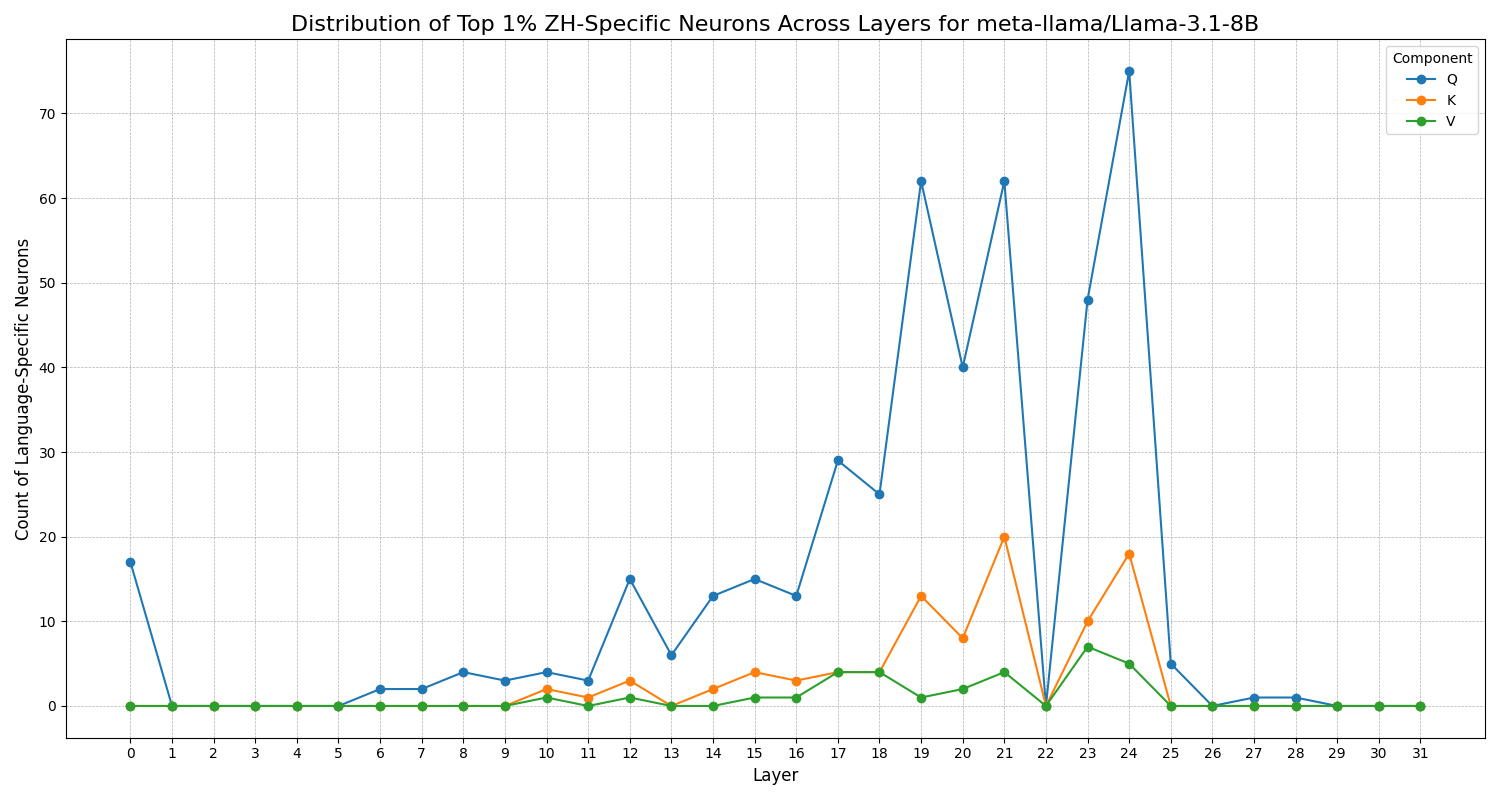 Distribution of Top 1% ZH-Specific Neurons Across Layers for meta-llama/Llama-3.1-8B
Component
Q
K
V
Count of Language-Specific Neurons
70
60
50
40
30
20
10
0
0 1 2 3 4 5 6 7 8 9 10 11 12 13 14 15 16 17 18 19 20 21 22 23 24 25 26 27 28 29 30 31
Layer